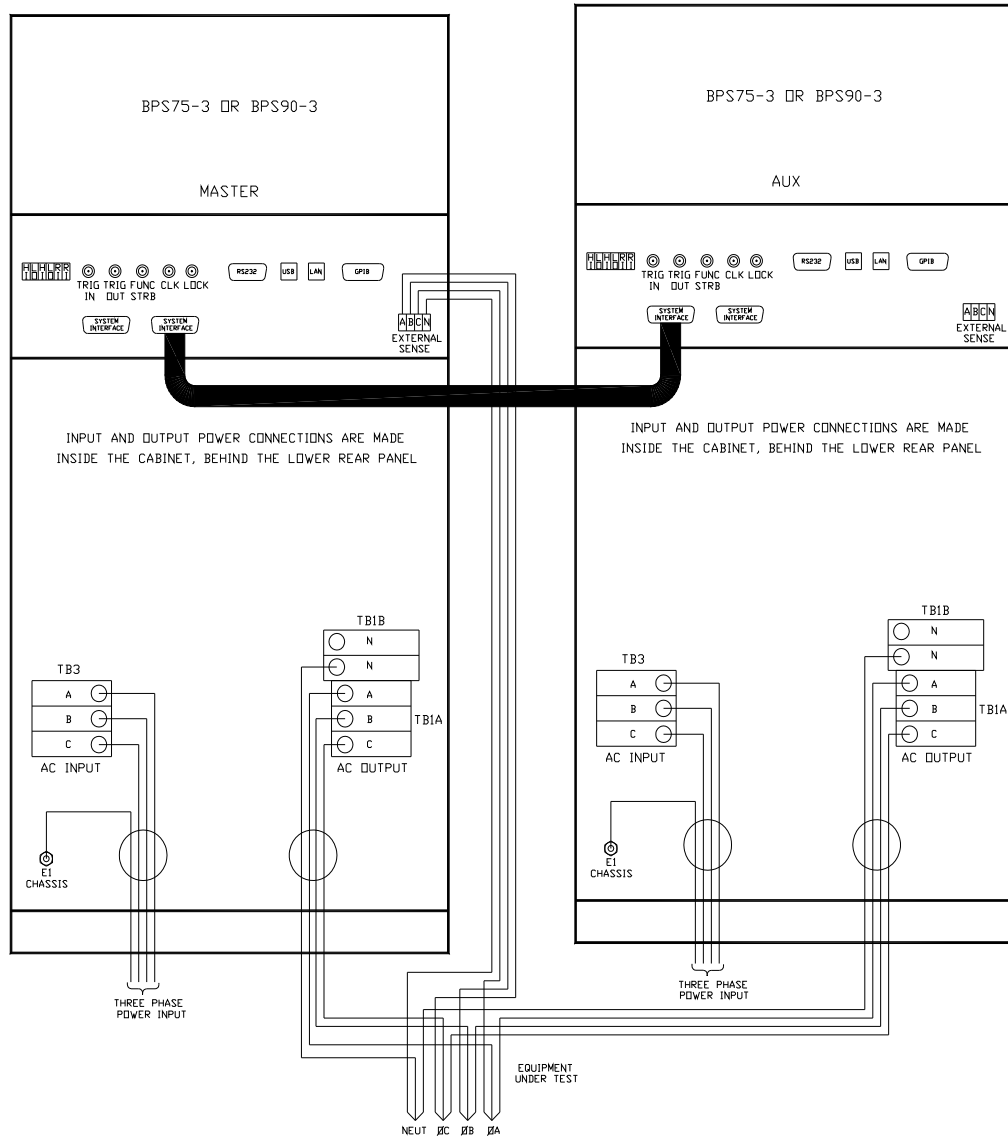 BPS75-3 OR BPS90-3
MASTER
TRIG IN
TRIG OUT
FUNC STRB
CLK
LOCK
RS232
USB
LAN
GPIB
SYSTEM INTERFACE
SYSTEM INTERFACE
A B C N
EXTERNAL SENSE
INPUT AND OUTPUT POWER CONNECTIONS ARE MADE
INSIDE THE CABINET, BEHIND THE LOWER REAR PANEL
TB1B
N
N
TB3
A
B
C
AC INPUT
A
B
C
TB1A
AC OUTPUT
E1
CHASSIS
THREE PHASE
POWER INPUT
BPS75-3 OR BPS90-3
AUX
TRIG IN
TRIG OUT
FUNC STRB
CLK
LOCK
RS232
USB
LAN
GPIB
SYSTEM INTERFACE
SYSTEM INTERFACE
A B C N
EXTERNAL SENSE
INPUT AND OUTPUT POWER CONNECTIONS ARE MADE
INSIDE THE CABINET, BEHIND THE LOWER REAR PANEL
TB1B
N
N
TB3
A
B
C
AC INPUT
A
B
C
TB1A
AC OUTPUT
E1
CHASSIS
THREE PHASE
POWER INPUT
EQUIPMENT
UNDER TEST
NEUT ØC ØB ØA